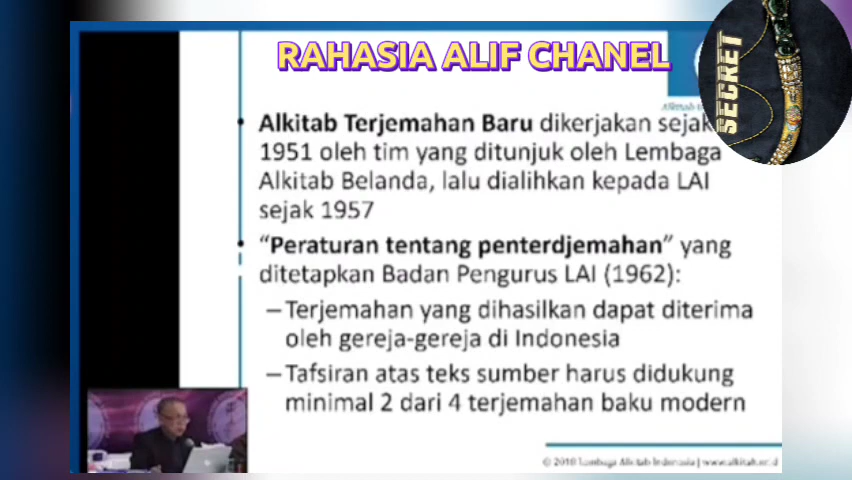 RAHASIA ALIF CHANEL
SECRET
• Alkitab Terjemahan Baru dikerjakan sejak
1951 oleh tim yang ditunjuk oleh Lembaga
Alkitab Belanda, lalu dialihkan kepada LAI
sejak 1957
• “Peraturan tentang penterdjemahan” yang
ditetapkan Badan Pengurus LAI (1962):
– Terjemahan yang dihasilkan dapat diterima
oleh gereja-gereja di Indonesia
– Tafsiran atas teks sumber harus didukung
minimal 2 dari 4 terjemahan baku modern
© 2010 Lembaga Alkitab Indonesia | www.alkitab.or.id